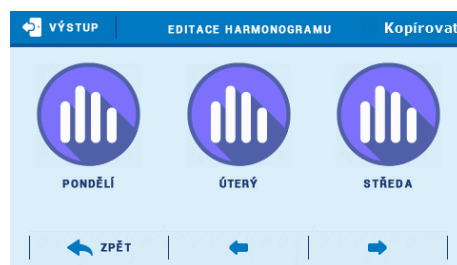 VÝSTUP EDITACE HARMONOGRAMU Kopírovat
PONDĚLÍ ÚTERÝ STŘEDA
ZPĚT